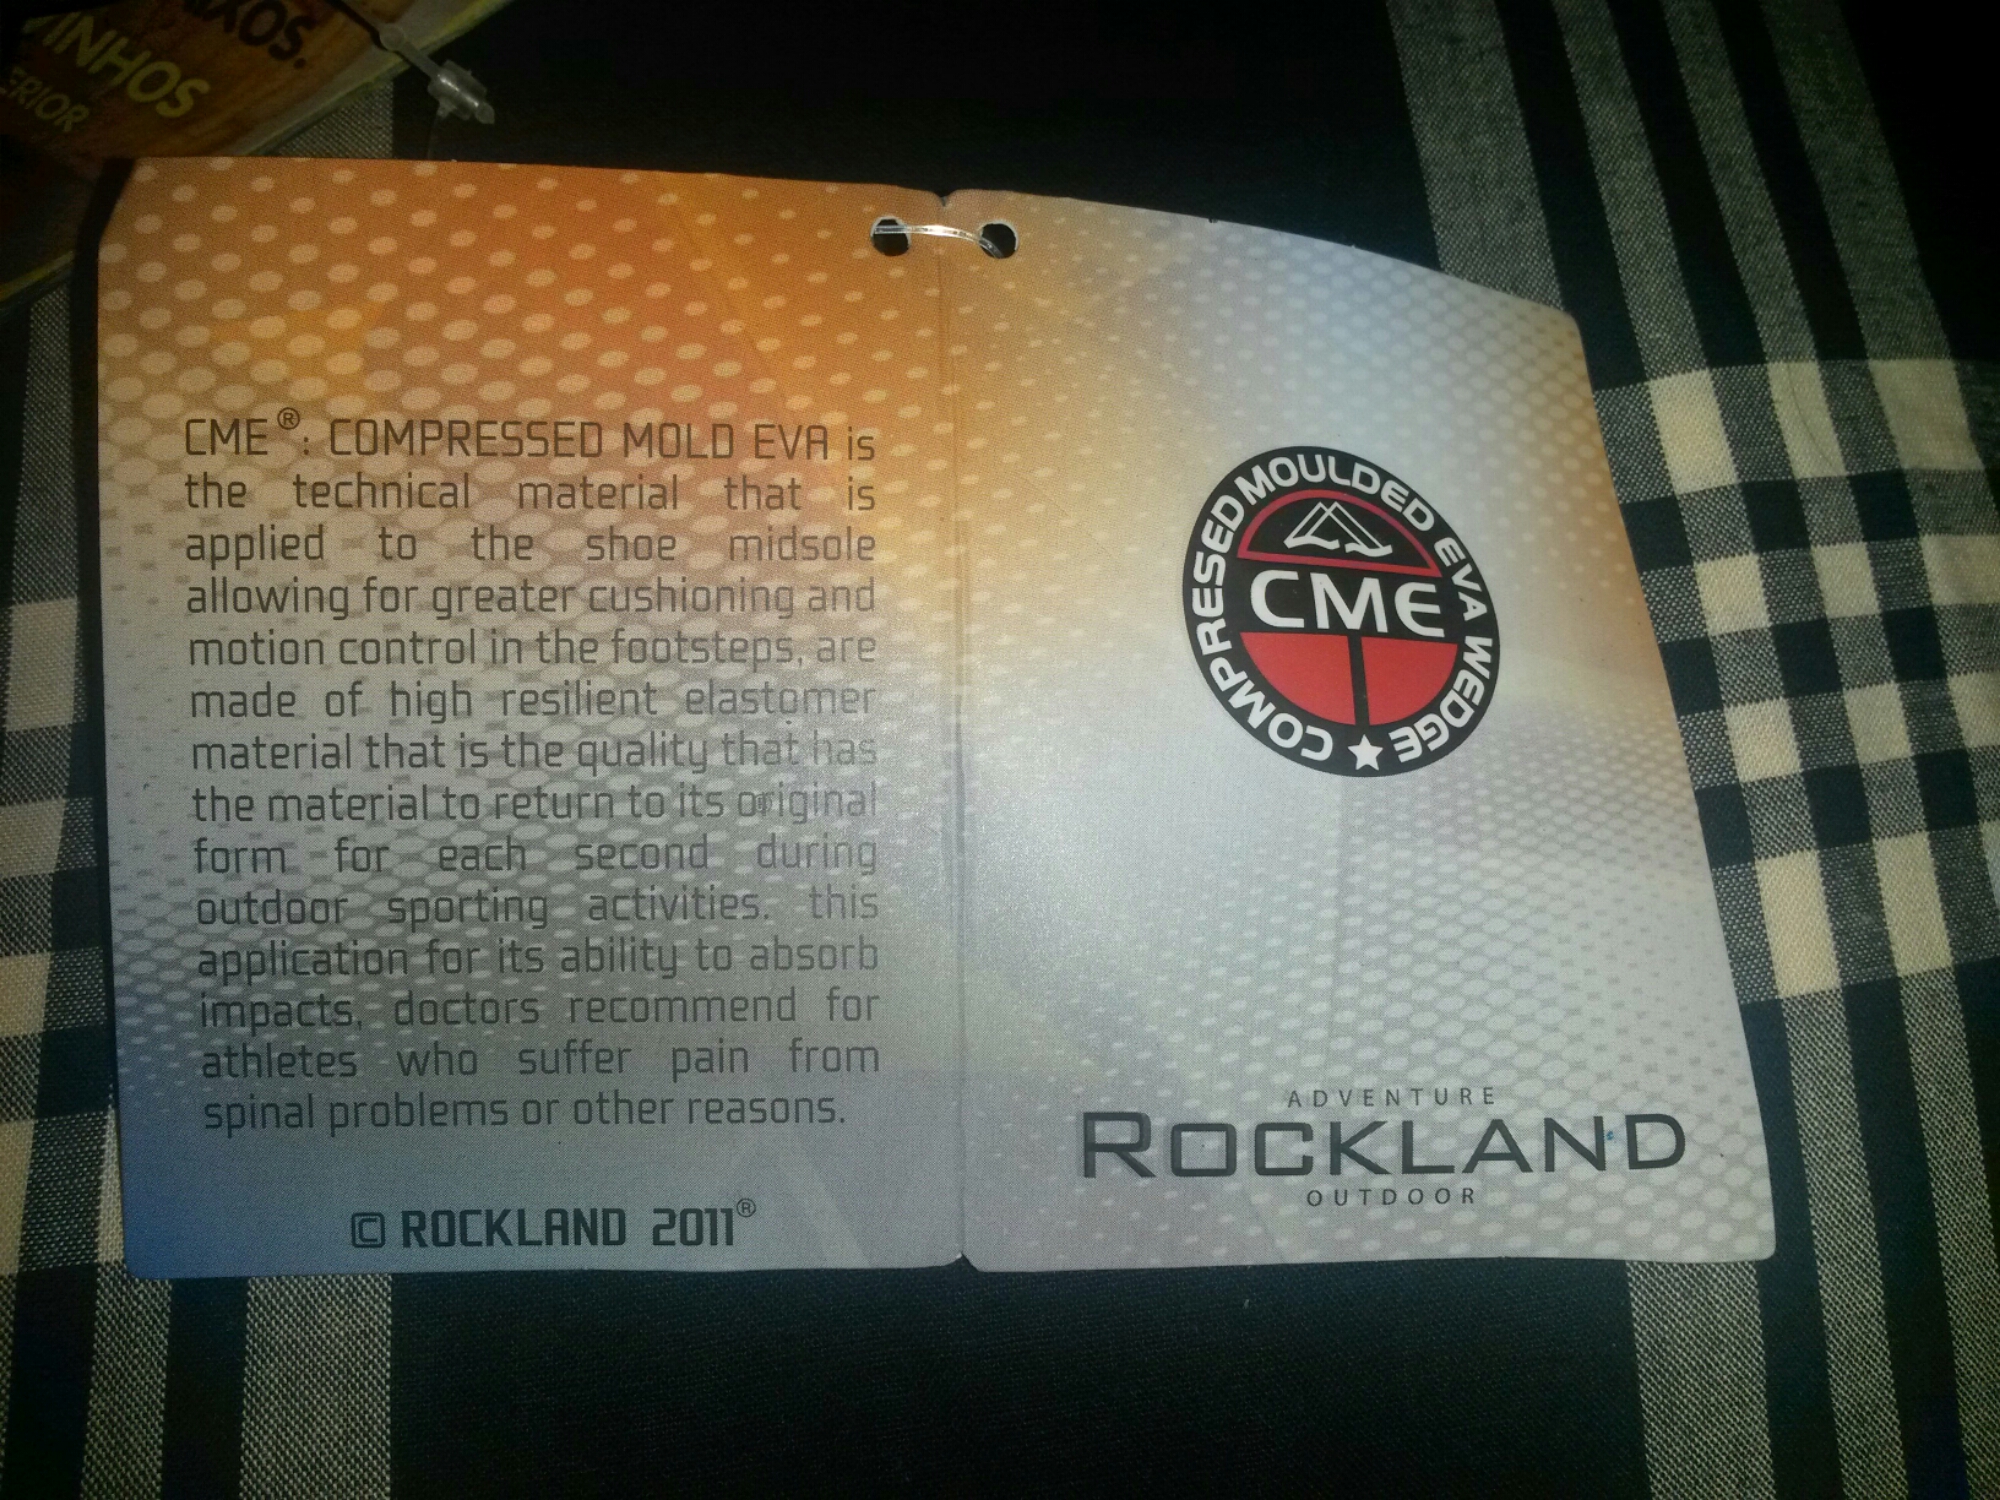 IXOS.
VINHOS
ERIOR
CME®: COMPRESSED MOLD EVA is
the technical material that is
applied to the shoe midsole
allowing for greater cushioning and
motion control in the footsteps, are
made of high resilient elastomer
material that is the quality that has
the material to return to its original
form for each second during
outdoor sporting activities. this
application for its ability to absorb
impacts, doctors recommend for
athletes who suffer pain from
spinal problems or other reasons.
© ROCKLAND 2011®
COMPRESSED MOULDED EVA WEDGE
CME
ADVENTURE
ROCKLAND
OUTDOOR